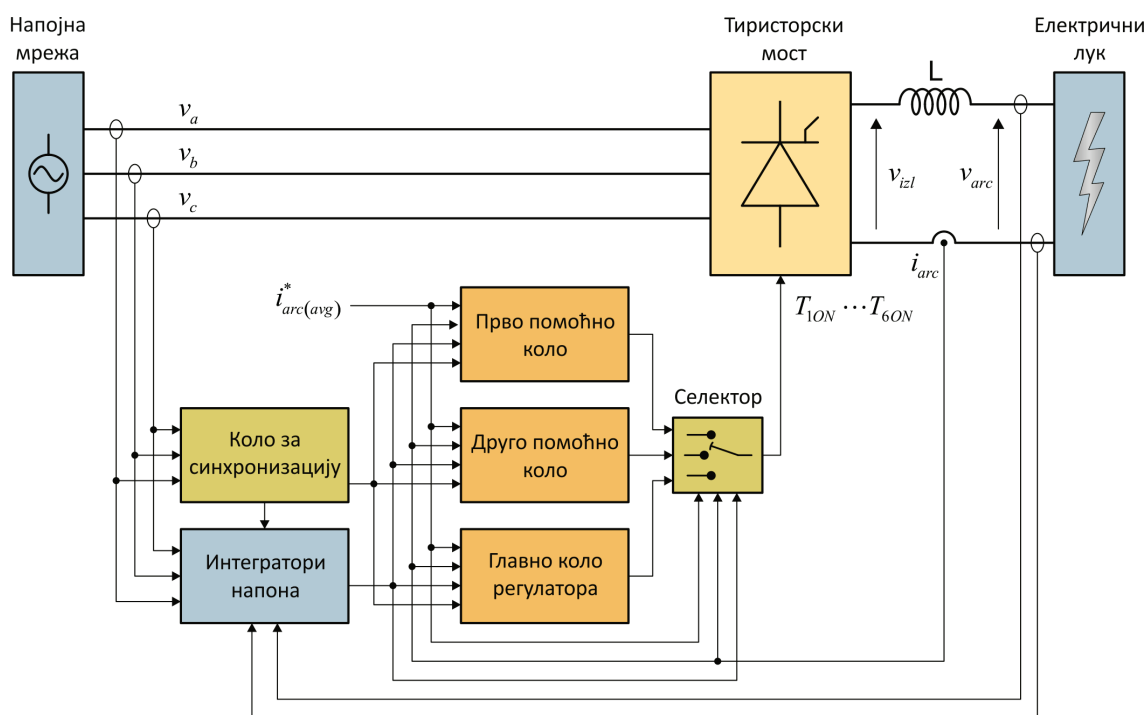 Напојна
мрежа
Тиристорски
мост
Електрични
лук
L
v_a
v_b
v_c
v_izl
v_arc
i_arc
i*_arc(avg)
T_1ON ⋯ T_6ON
Прво помоћно
коло
Селектор
Коло за
синхронизацију
Друго помоћно
коло
Интегратори
напона
Главно коло
регулатора